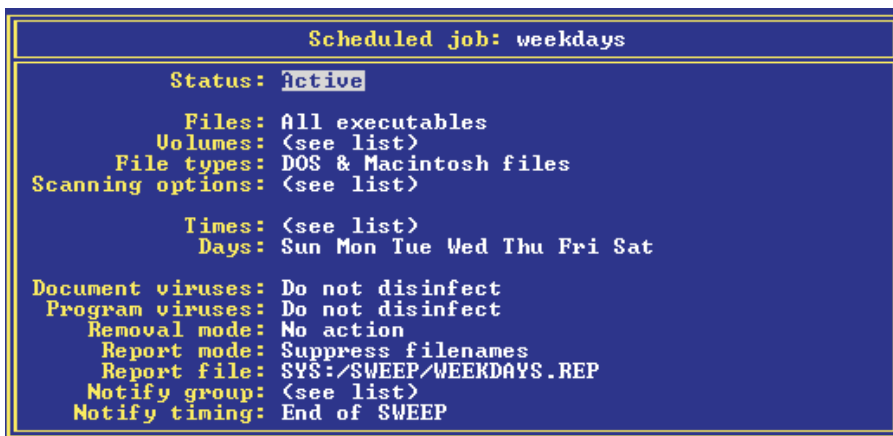 Scheduled job: weekdays
Status: Active
Files: All executables
Volumes: (see list)
File types: DOS & Macintosh files
Scanning options: (see list)
Times: (see list)
Days: Sun Mon Tue Wed Thu Fri Sat
Document viruses: Do not disinfect
Program viruses: Do not disinfect
Removal mode: No action
Report mode: Suppress filenames
Report file: SYS:/SWEEP/WEEKDAYS.REP
Notify group: (see list)
Notify timing: End of SWEEP